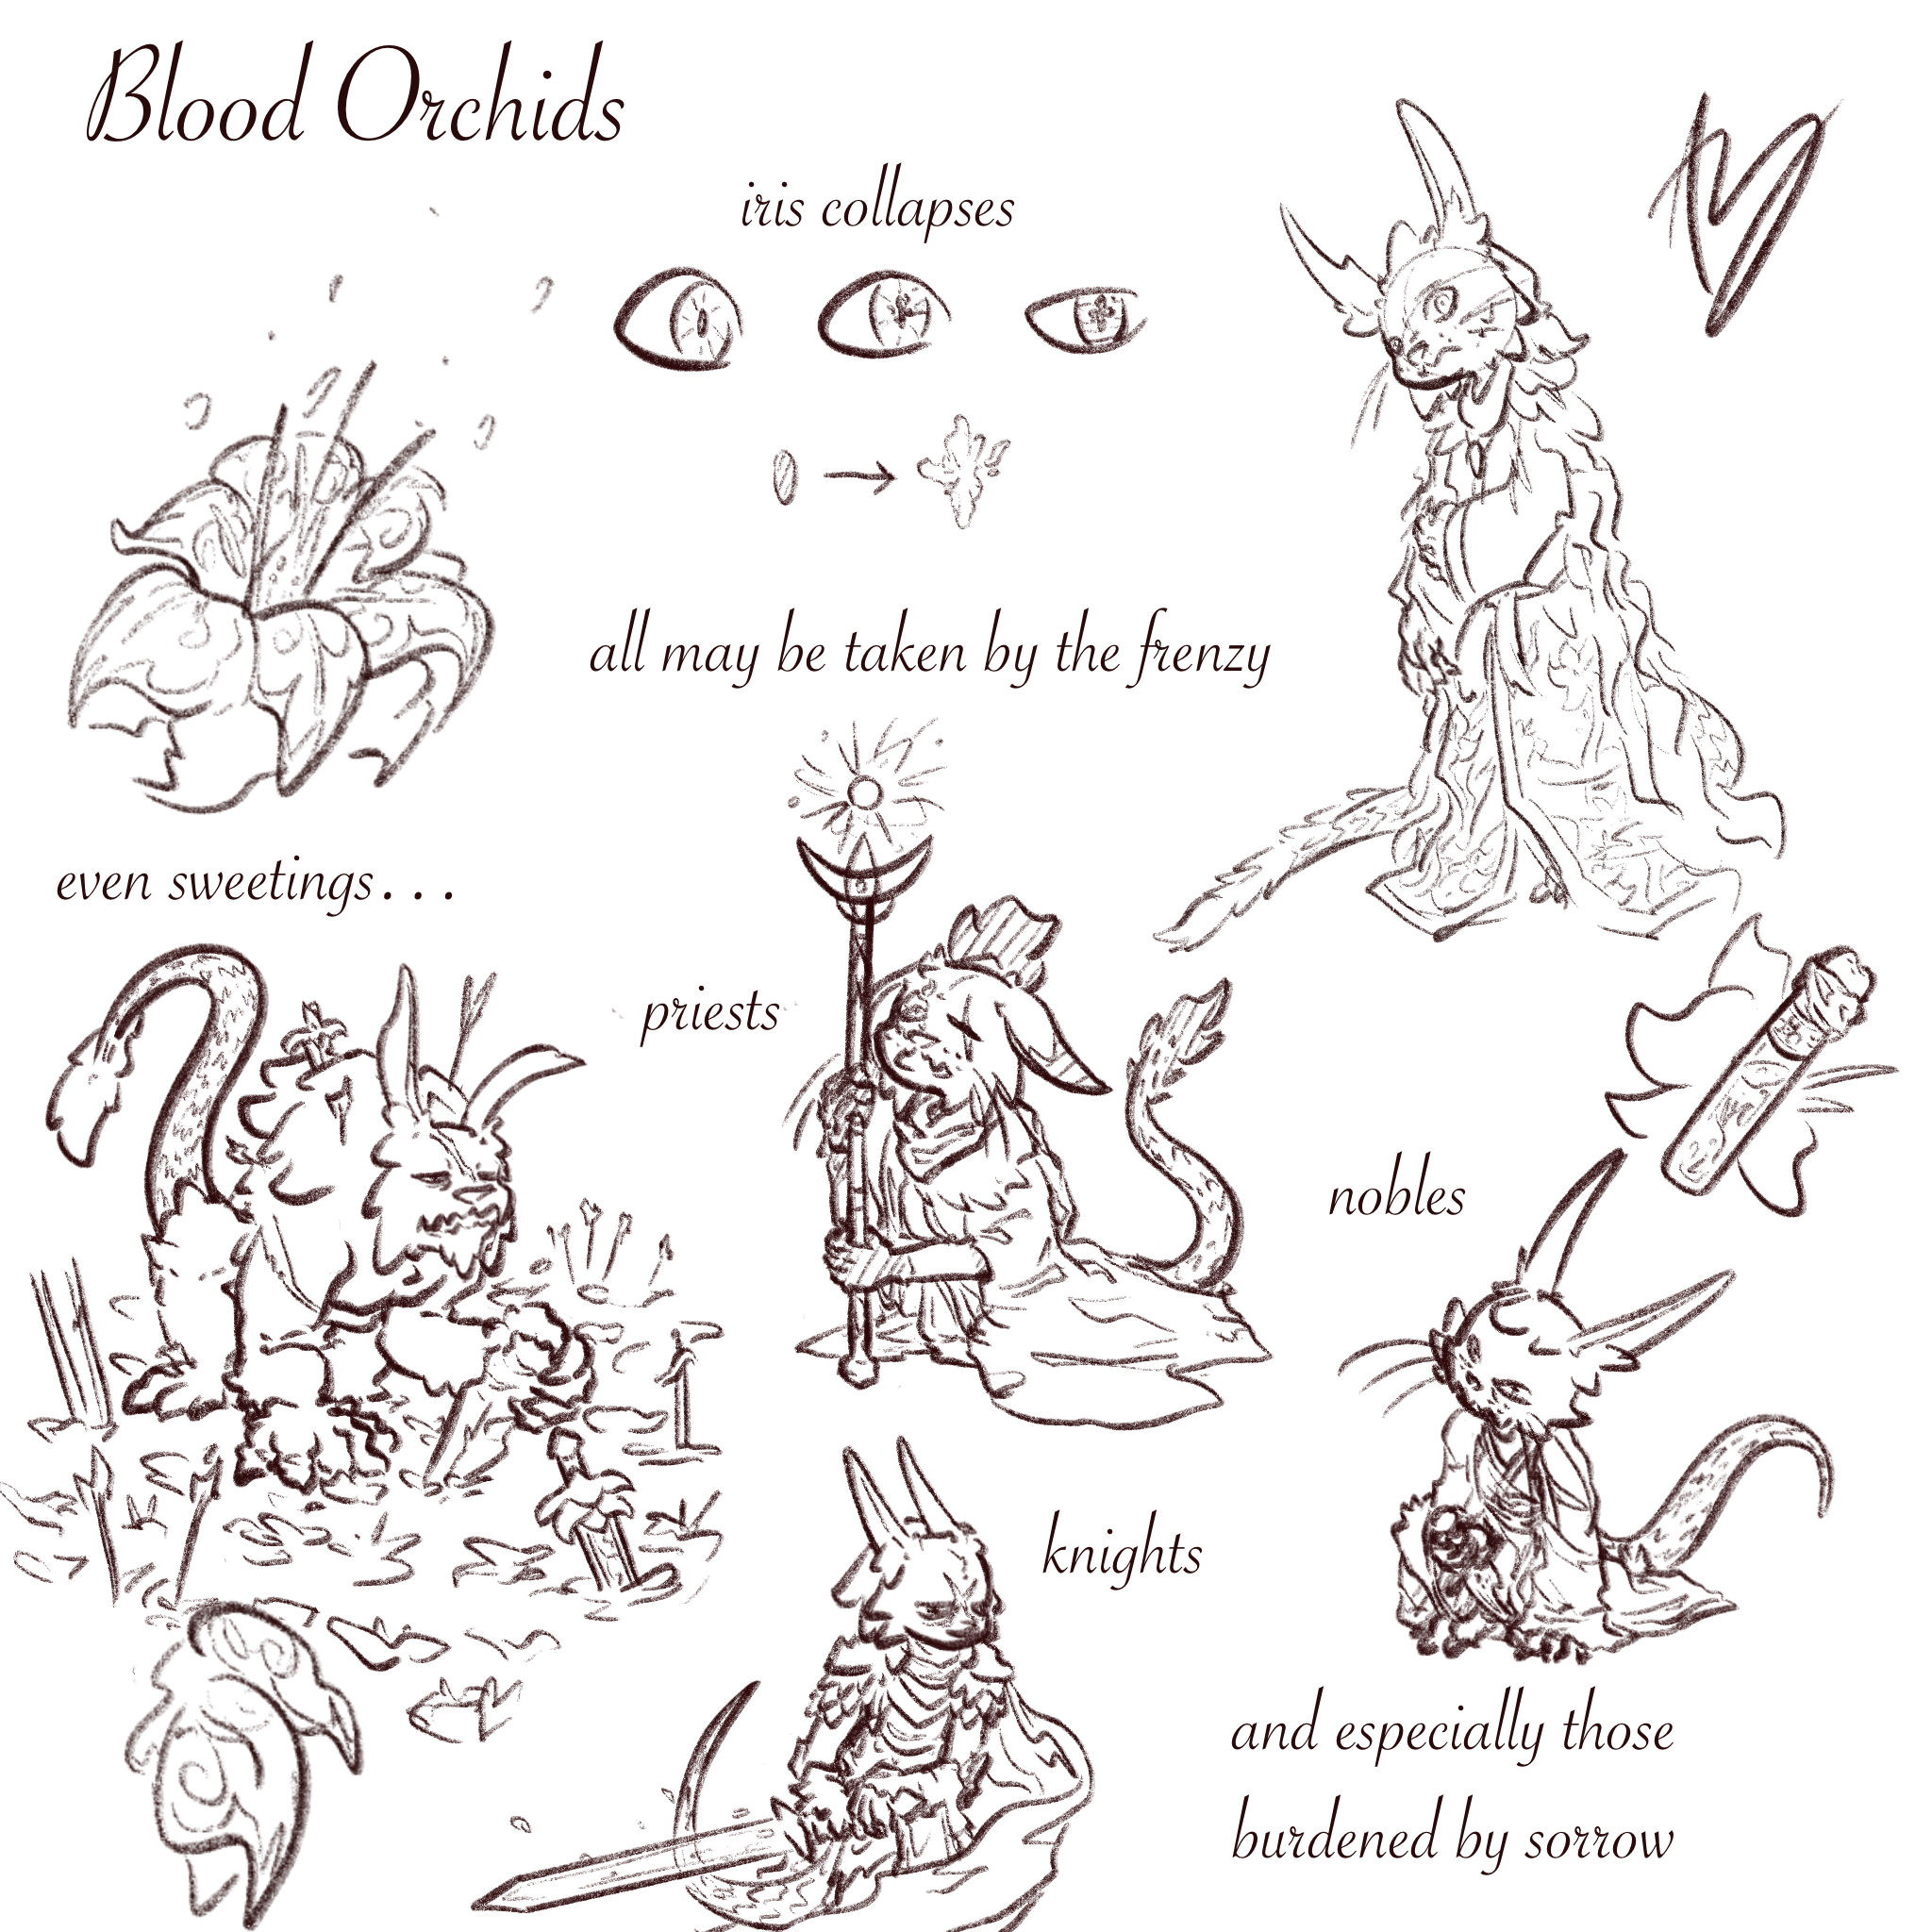 Blood Orchids
iris collapses
all may be taken by the frenzy
even sweetings...
priests
nobles
knights
and especially those
burdened by sorrow